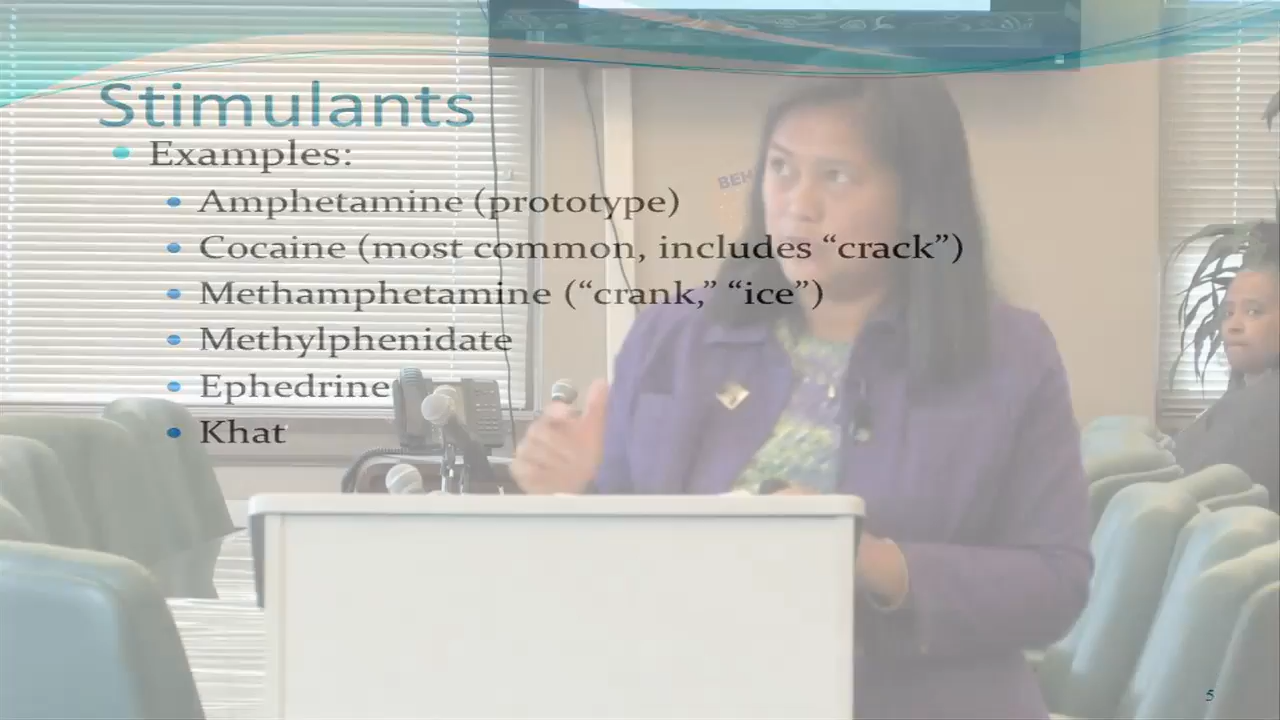 Stimulants
Examples:
Amphetamine (prototype)
Cocaine (most common, includes “crack”)
Methamphetamine (“crank,” “ice”)
Methylphenidate
Ephedrine
Khat
5